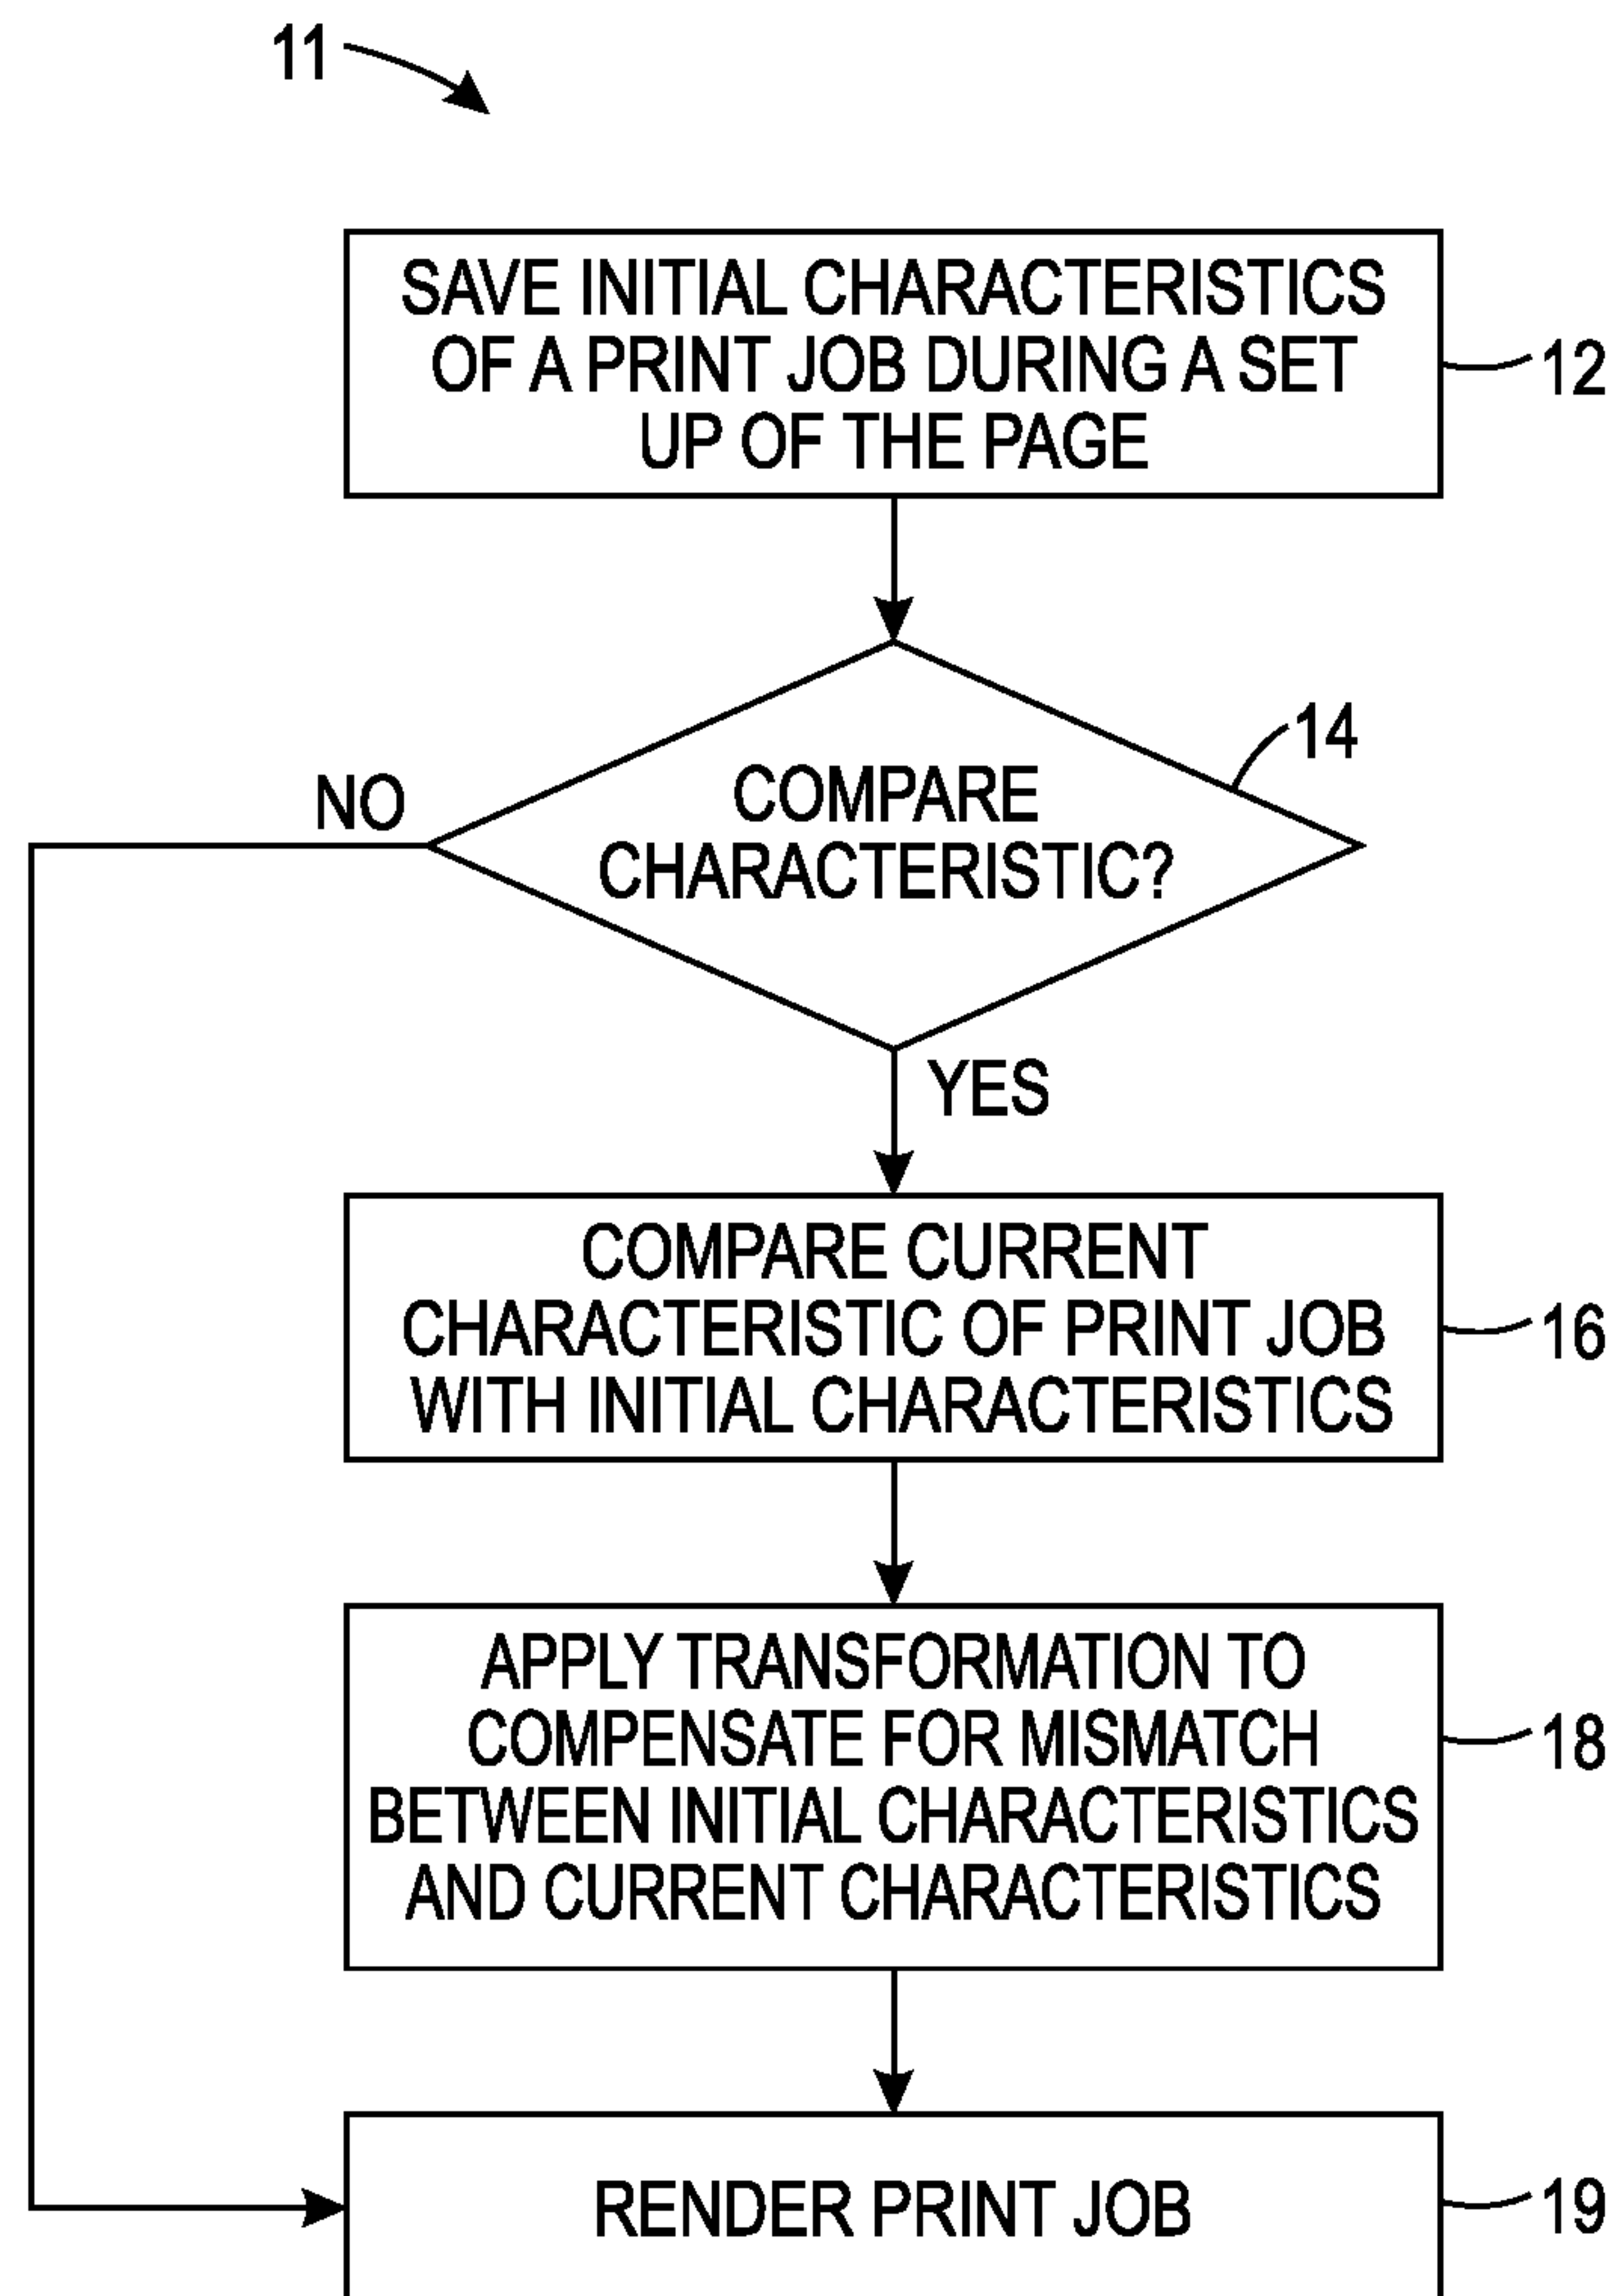 11
SAVE INITIAL CHARACTERISTICS
OF A PRINT JOB DURING A SET
UP OF THE PAGE
12
14
COMPARE
CHARACTERISTIC?
NO
YES
COMPARE CURRENT
CHARACTERISTIC OF PRINT JOB
WITH INITIAL CHARACTERISTICS
16
APPLY TRANSFORMATION TO
COMPENSATE FOR MISMATCH
BETWEEN INITIAL CHARACTERISTICS
AND CURRENT CHARACTERISTICS
18
RENDER PRINT JOB
19